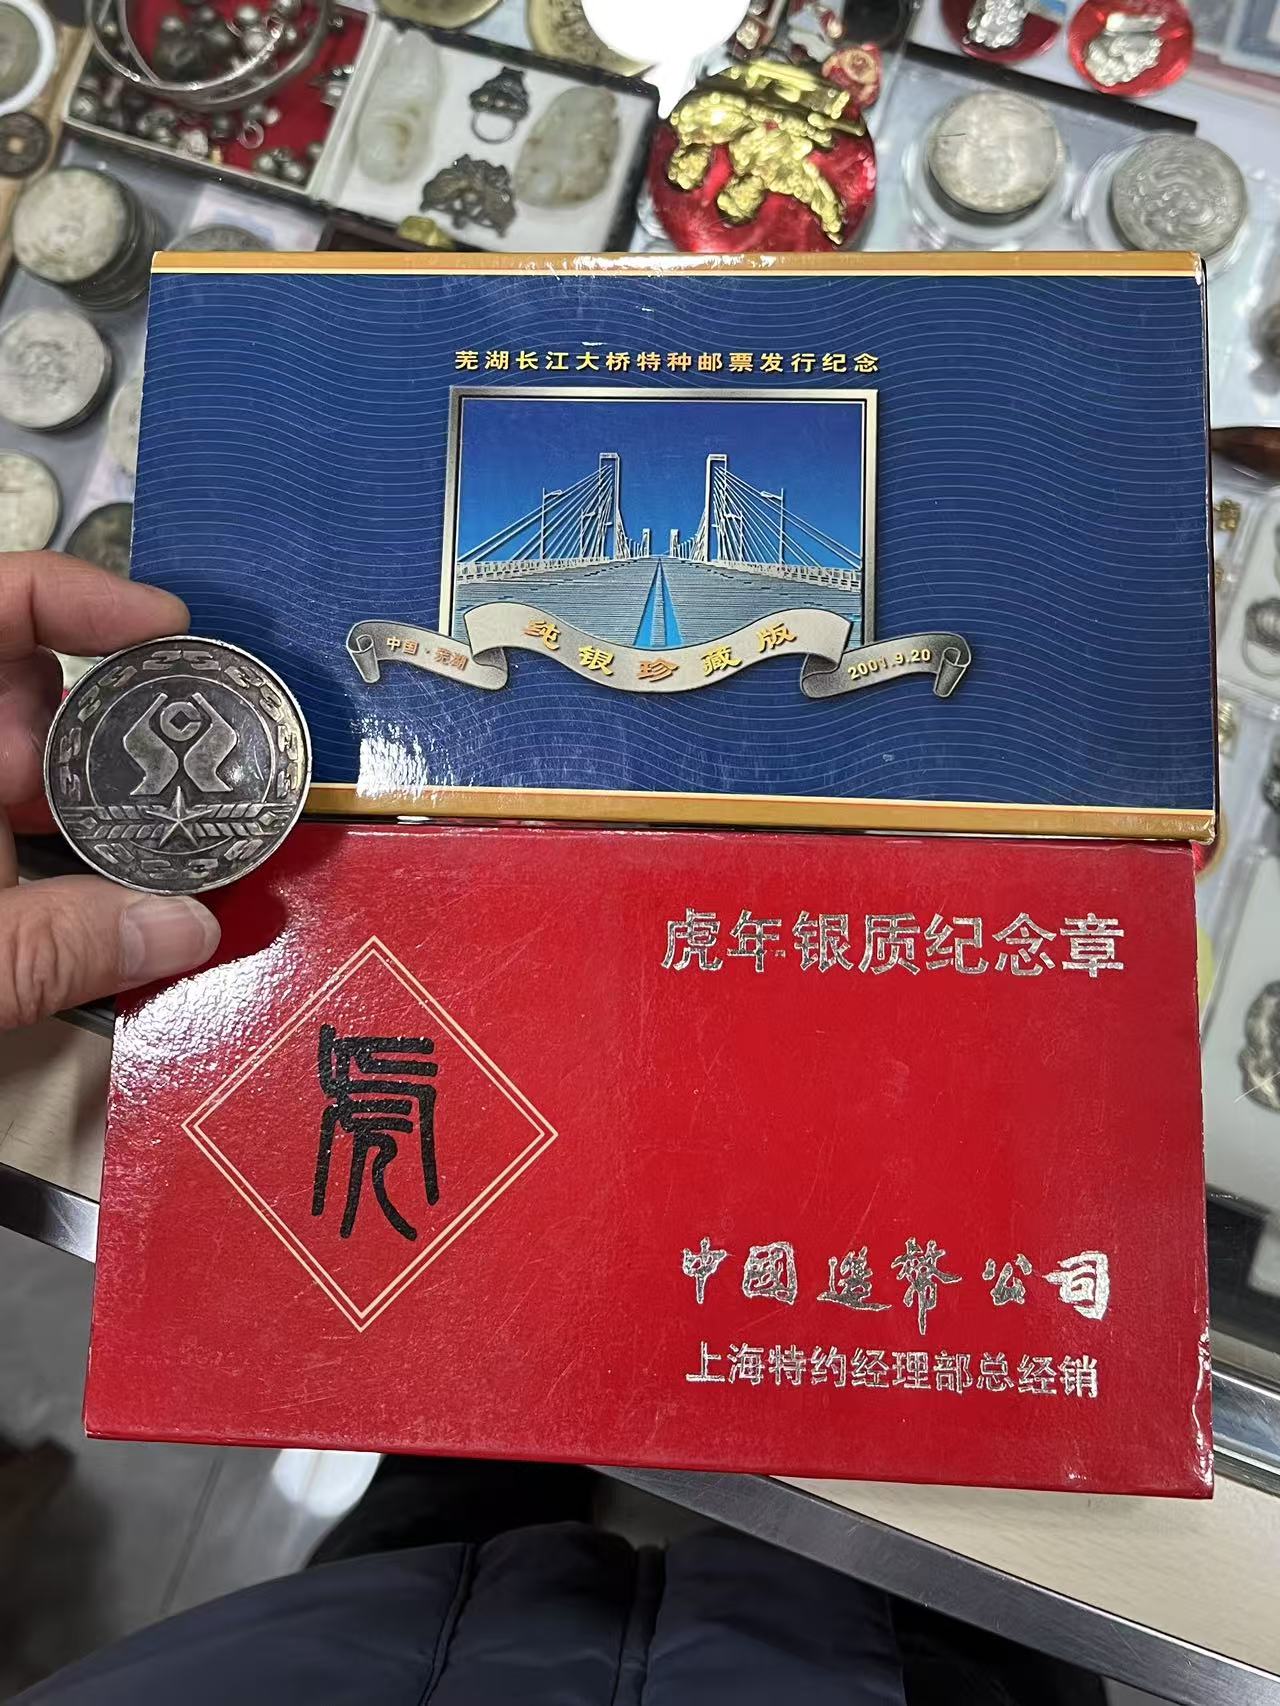 芜湖长江大桥特种邮票发行纪念
中国·芜湖
纯银珍藏版
2001.9.20
虎年银质纪念章
虎
中國造幣公司
上海特约经理部总经销